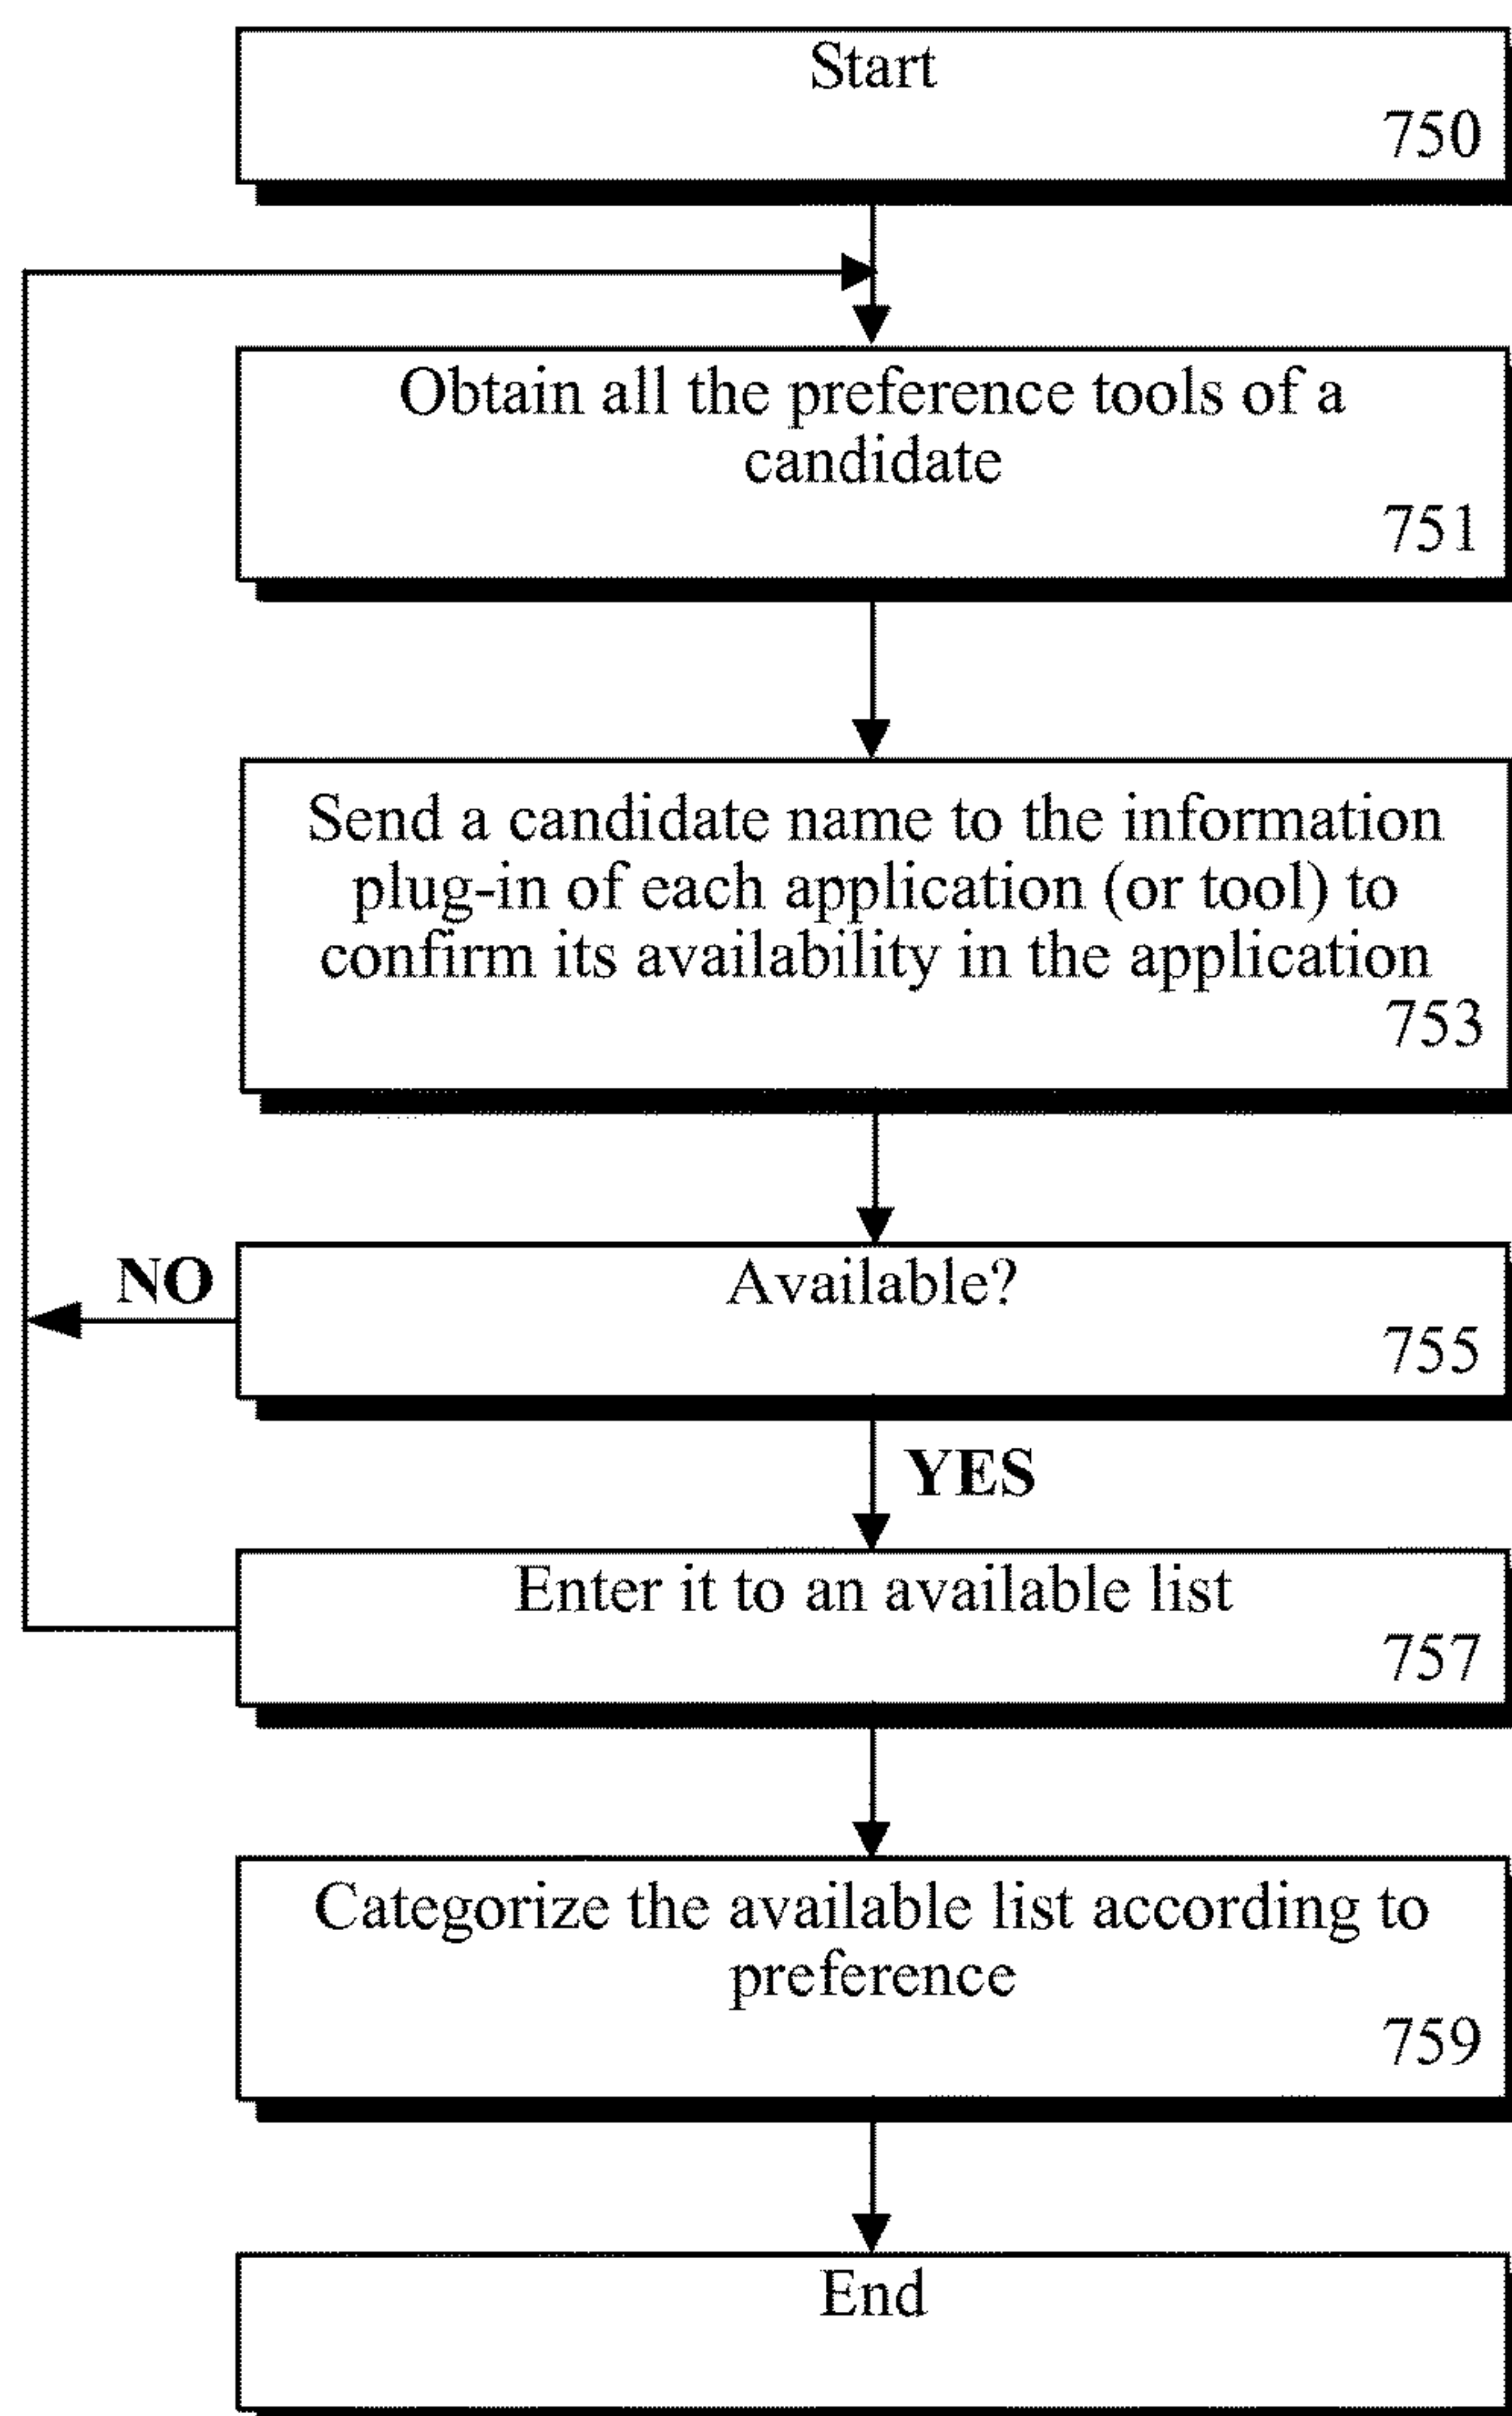 Start
750
Obtain all the preference tools of a
candidate
751
Send a candidate name to the information
plug-in of each application (or tool) to
confirm its availability in the application
753
NO
Available?
755
YES
Enter it to an available list
757
Categorize the available list according to
preference
759
End